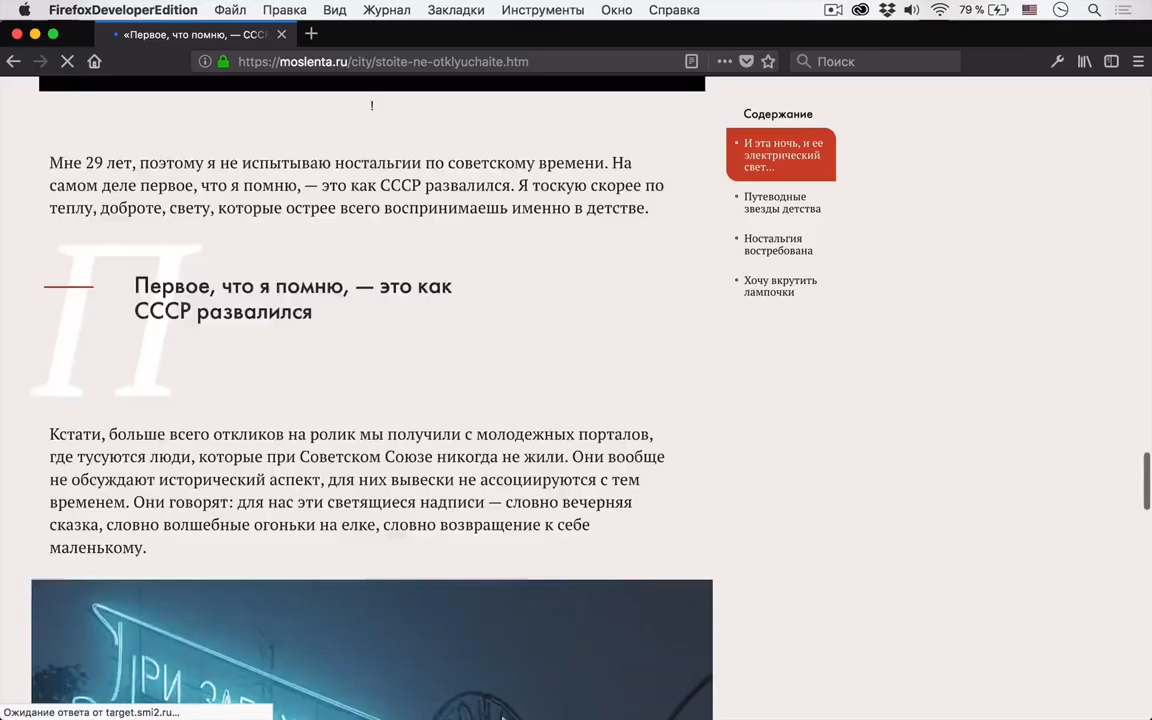 FirefoxDeveloperEdition Файл Правка Вид Журнал Закладки Инструменты Окно Справка 79 %
«Первое, что помню, — ССС
https://moslenta.ru/city/stoite-ne-otklyuchaite.htm
Поиск
!
Мне 29 лет, поэтому я не испытываю ностальгии по советскому времени. На
самом деле первое, что я помню, — это как СССР развалился. Я тоскую скорее по
теплу, доброте, свету, которые острее всего воспринимаешь именно в детстве.
П
Первое, что я помню, — это как
СССР развалился
Кстати, больше всего откликов на ролик мы получили с молодежных порталов,
где тусуются люди, которые при Советском Союзе никогда не жили. Они вообще
не обсуждают исторический аспект, для них вывески не ассоциируются с тем
временем. Они говорят: для нас эти светящиеся надписи — словно вечерняя
сказка, словно волшебные огоньки на елке, словно возвращение к себе
маленькому.
Содержание
И эта ночь, и ее
электрический
свет...
Путеводные
звезды детства
Ностальгия
востребована
Хочу вкрутить
лампочки
Ожидание ответа от target.smi2.ru...